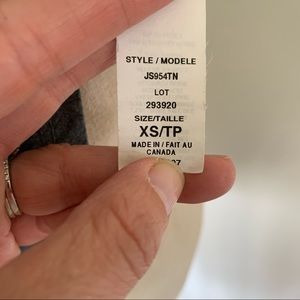 STYLE / MODELE
JS954TN
LOT
293920
SIZE/TAILLE
XS/TP
MADE IN / FAIT AU
CANADA